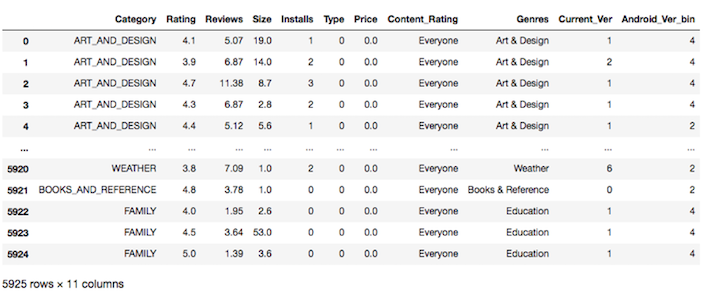 Category Rating Reviews Size Installs Type Price Content_Rating Genres Current_Ver Android_Ver_bin
0 ART_AND_DESIGN 4.1 5.07 19.0 1 0 0.0 Everyone Art & Design 1 4
1 ART_AND_DESIGN 3.9 6.87 14.0 2 0 0.0 Everyone Art & Design 2 4
2 ART_AND_DESIGN 4.7 11.38 8.7 3 0 0.0 Everyone Art & Design 1 4
3 ART_AND_DESIGN 4.3 6.87 2.8 2 0 0.0 Everyone Art & Design 1 4
4 ART_AND_DESIGN 4.4 5.12 5.6 1 0 0.0 Everyone Art & Design 1 2
... ... ... ... ... ... ... ... ... ... ... ...
5920 WEATHER 3.8 7.09 1.0 2 0 0.0 Everyone Weather 6 2
5921 BOOKS_AND_REFERENCE 4.8 3.78 1.0 0 0 0.0 Everyone Books & Reference 0 2
5922 FAMILY 4.0 1.95 2.6 0 0 0.0 Everyone Education 1 4
5923 FAMILY 4.5 3.64 53.0 0 0 0.0 Everyone Education 1 4
5924 FAMILY 5.0 1.39 3.6 0 0 0.0 Everyone Education 1 4
5925 rows × 11 columns